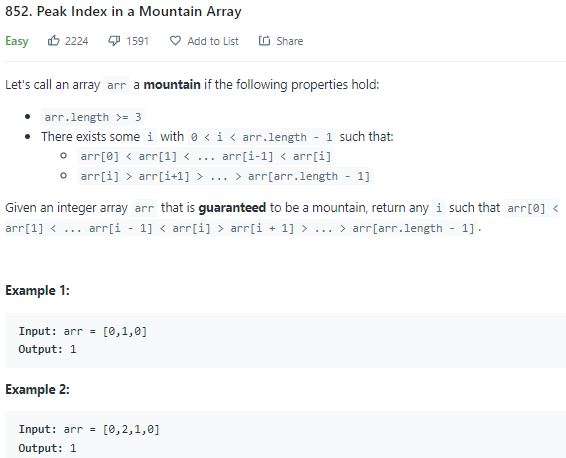 852. Peak Index in a Mountain Array
Easy 2224 1591 Add to List Share
Let's call an array arr a mountain if the following properties hold:
• arr.length >= 3
• There exists some i with 0 < i < arr.length - 1 such that:
○ arr[0] < arr[1] < ... arr[i-1] < arr[i]
○ arr[i] > arr[i+1] > ... > arr[arr.length - 1]
Given an integer array arr that is guaranteed to be a mountain, return any i such that arr[0] <
arr[1] < ... arr[i - 1] < arr[i] > arr[i + 1] > ... > arr[arr.length - 1].
Example 1:
Input: arr = [0,1,0]
Output: 1
Example 2:
Input: arr = [0,2,1,0]
Output: 1